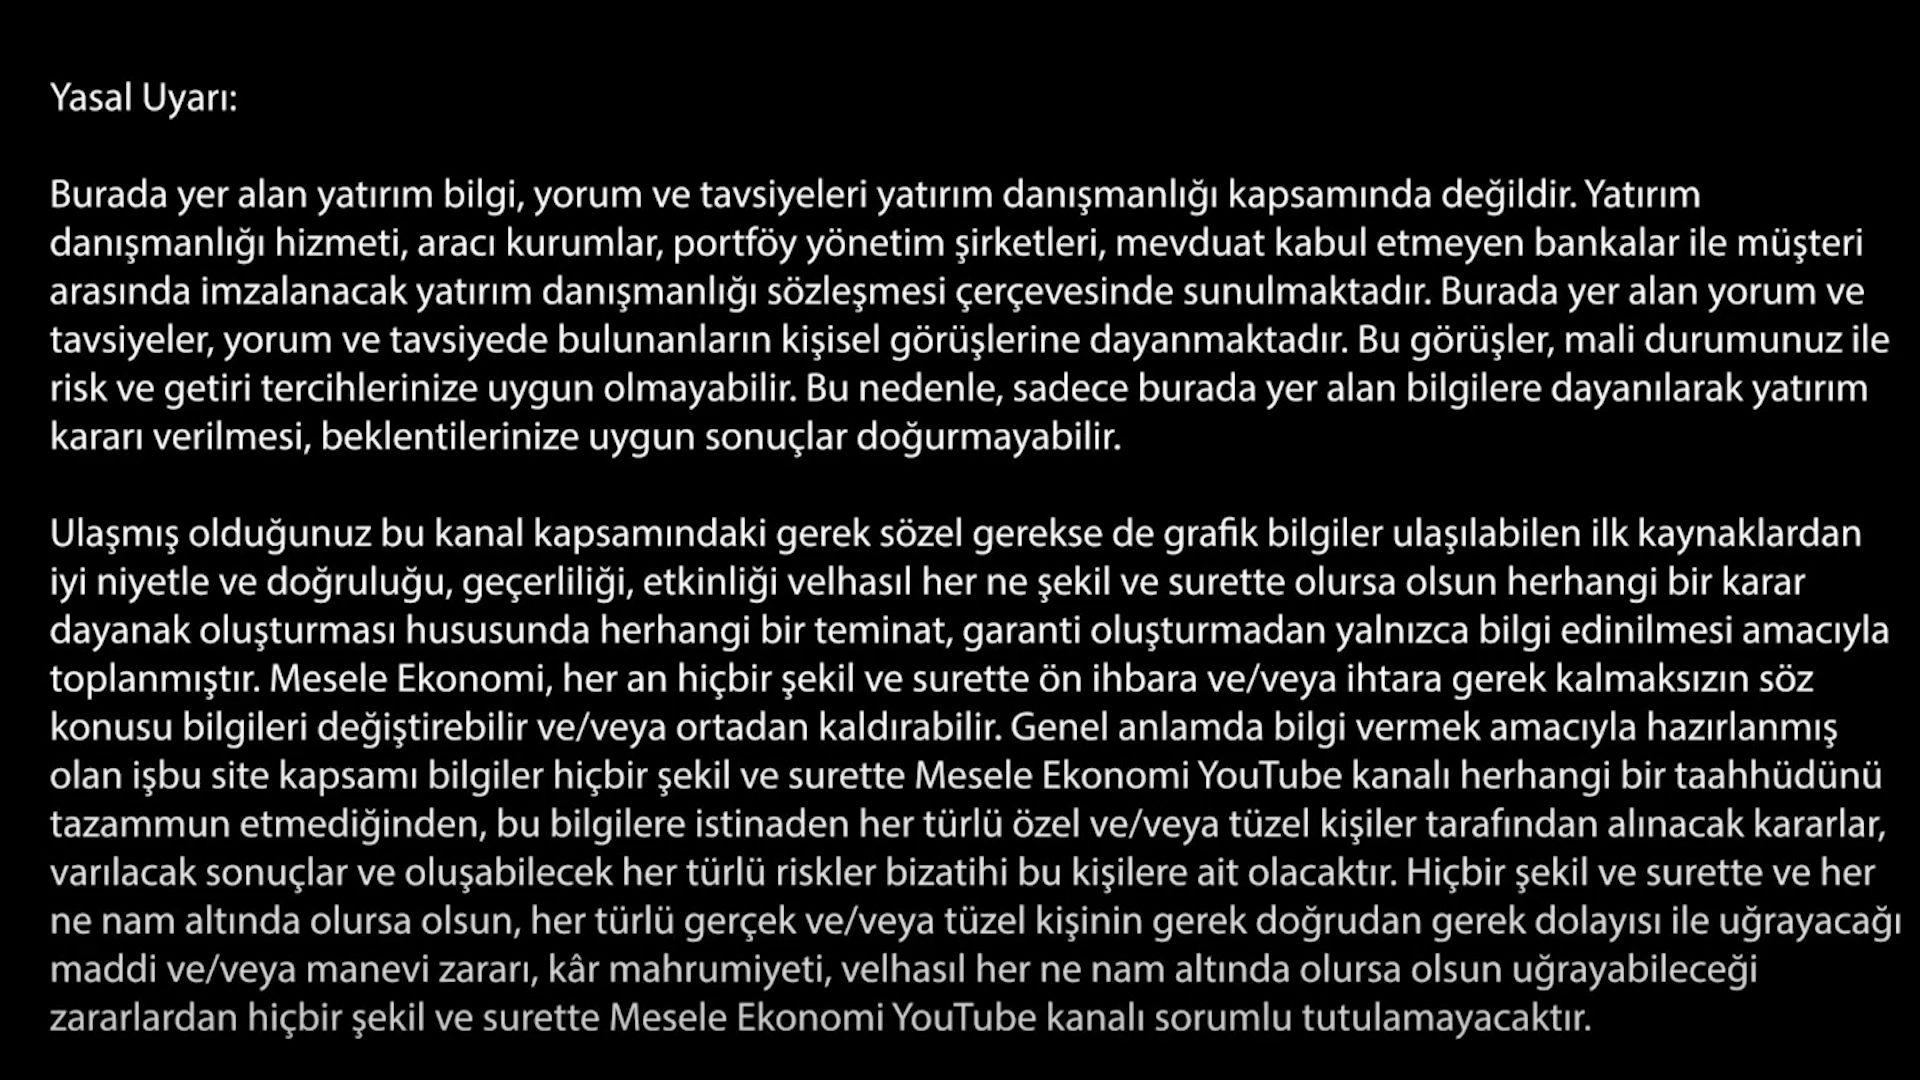 Yasal Uyarı:
Burada yer alan yatırım bilgi, yorum ve tavsiyeleri yatırım danışmanlığı kapsamında değildir. Yatırım
danışmanlığı hizmeti, aracı kurumlar, portföy yönetim şirketleri, mevduat kabul etmeyen bankalar ile müşteri
arasında imzalanacak yatırım danışmanlığı sözleşmesi çerçevesinde sunulmaktadır. Burada yer alan yorum ve
tavsiyeler, yorum ve tavsiyede bulunanların kişisel görüşlerine dayanmaktadır. Bu görüşler, mali durumunuz ile
risk ve getiri tercihlerinize uygun olmayabilir. Bu nedenle, sadece burada yer alan bilgilere dayanılarak yatırım
kararı verilmesi, beklentilerinize uygun sonuçlar doğurmayabilir.
Ulaşmış olduğunuz bu kanal kapsamındaki gerek sözel gerekse de grafik bilgiler ulaşılabilen ilk kaynaklardan
iyi niyetle ve doğruluğu, geçerliliği, etkinliği velhasıl her ne şekil ve surette olursa olsun herhangi bir karar
dayanak oluşturması hususunda herhangi bir teminat, garanti oluşturmadan yalnızca bilgi edinilmesi amacıyla
toplanmıştır. Mesele Ekonomi, her an hiçbir şekil ve surette ön ihbara ve/veya ihtara gerek kalmaksızın söz
konusu bilgileri değiştirebilir ve/veya ortadan kaldırabilir. Genel anlamda bilgi vermek amacıyla hazırlanmış
olan işbu site kapsamı bilgiler hiçbir şekil ve surette Mesele Ekonomi YouTube kanalı herhangi bir taahhüdünü
tazammun etmediğinden, bu bilgilere istinaden her türlü özel ve/veya tüzel kişiler tarafından alınacak kararlar,
varılacak sonuçlar ve oluşabilecek her türlü riskler bizatihi bu kişilere ait olacaktır. Hiçbir şekil ve surette ve her
ne nam altında olursa olsun, her türlü gerçek ve/veya tüzel kişinin gerek doğrudan gerek dolayısı ile uğrayacağı
maddi ve/veya manevi zararı, kâr mahrumiyeti, velhasıl her ne nam altında olursa olsun uğrayabileceği
zararlardan hiçbir şekil ve surette Mesele Ekonomi YouTube kanalı sorumlu tutulamayacaktır.